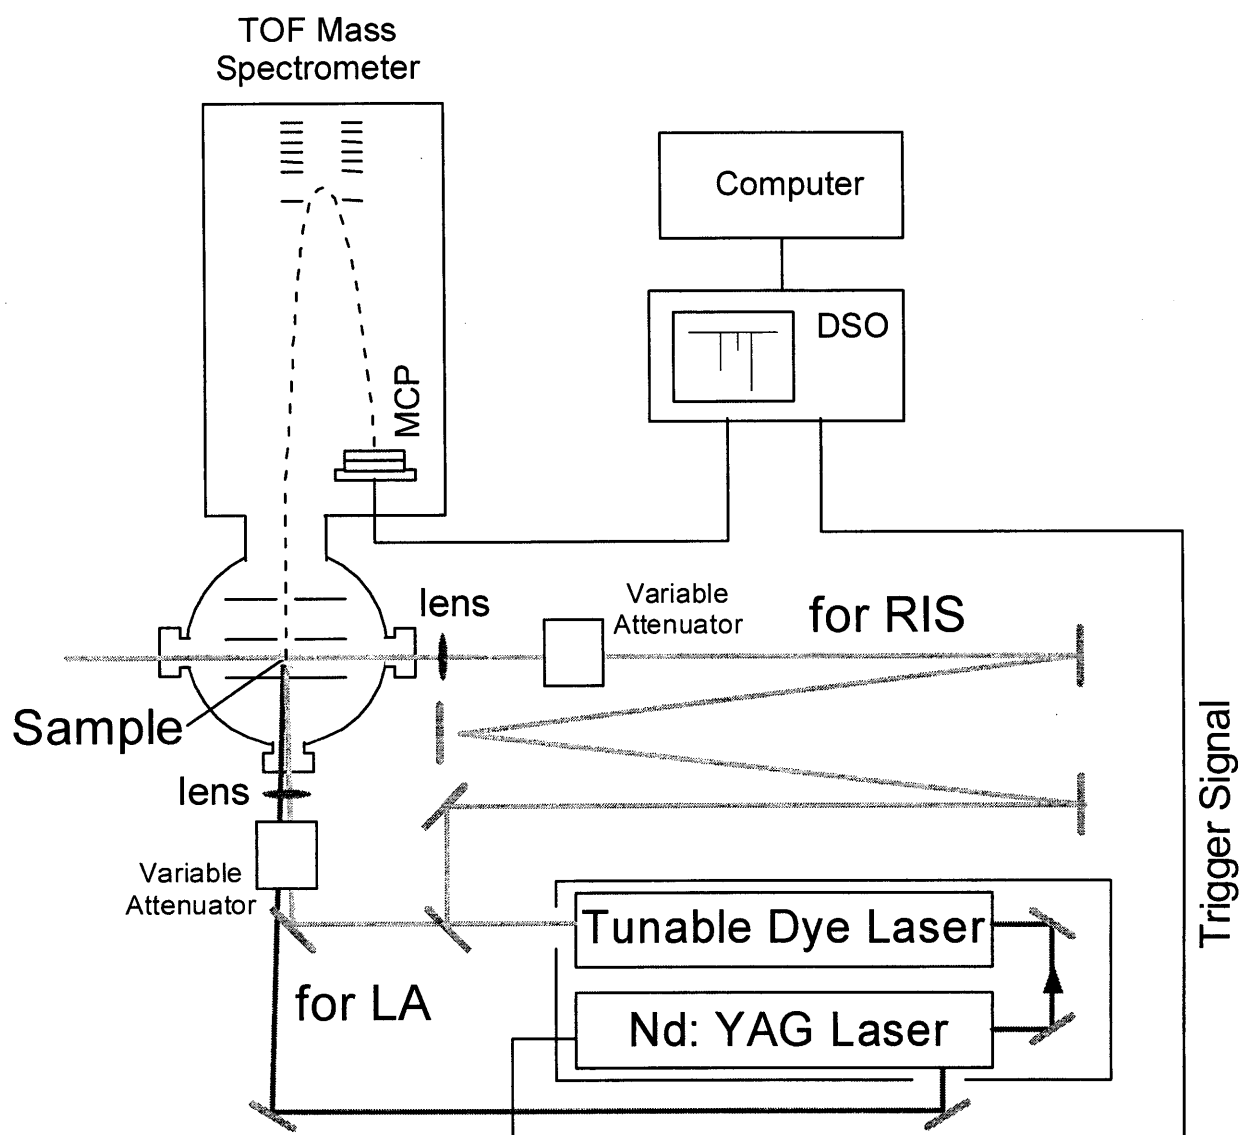 TOF Mass
Spectrometer
Computer
DSO
MCP
lens
Variable
Attenuator
for RIS
Sample
lens
Variable
Attenuator
for LA
Tunable Dye Laser
Nd: YAG Laser
Trigger Signal